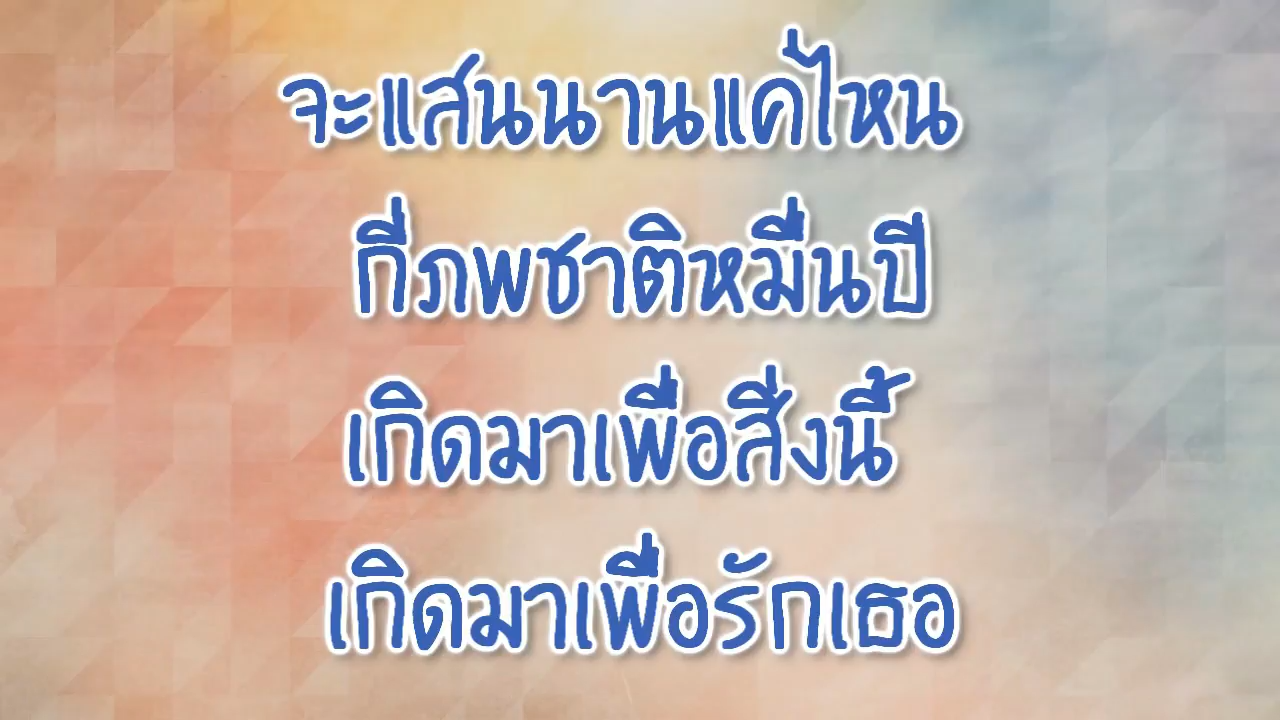 จะแสนนานแค่ไหน
กี่ภพชาติหมื่นปี
เกิดมาเพื่อสิ่งนี้
เกิดมาเพื่อรักเธอ